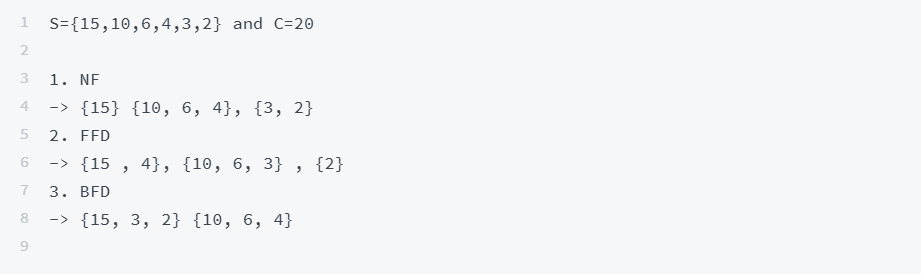 1 S={15,10,6,4,3,2} and C=20
2
3 1. NF
4 -> {15} {10, 6, 4}, {3, 2}
5 2. FFD
6 -> {15 , 4}, {10, 6, 3} , {2}
7 3. BFD
8 -> {15, 3, 2} {10, 6, 4}
9